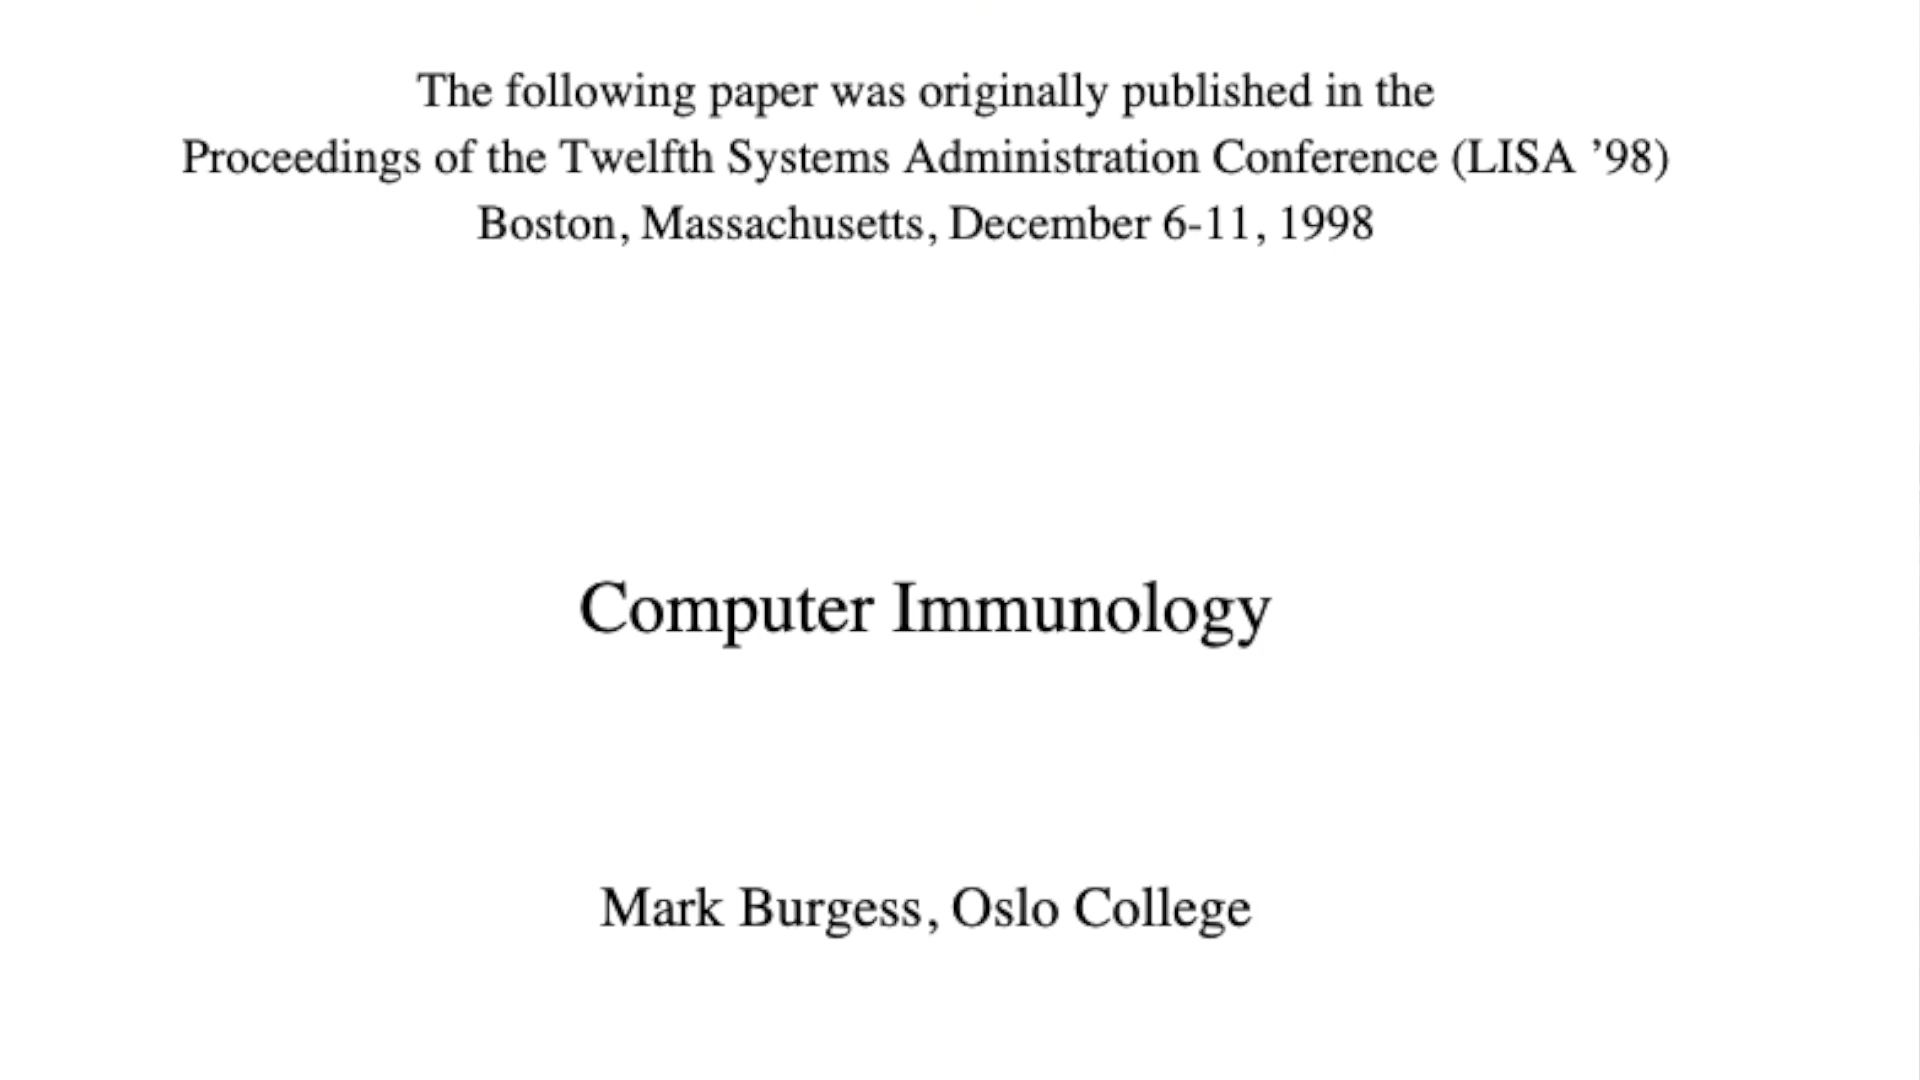 The following paper was originally published in the
Proceedings of the Twelfth Systems Administration Conference (LISA ’98)
Boston, Massachusetts, December 6-11, 1998
Computer Immunology
Mark Burgess, Oslo College